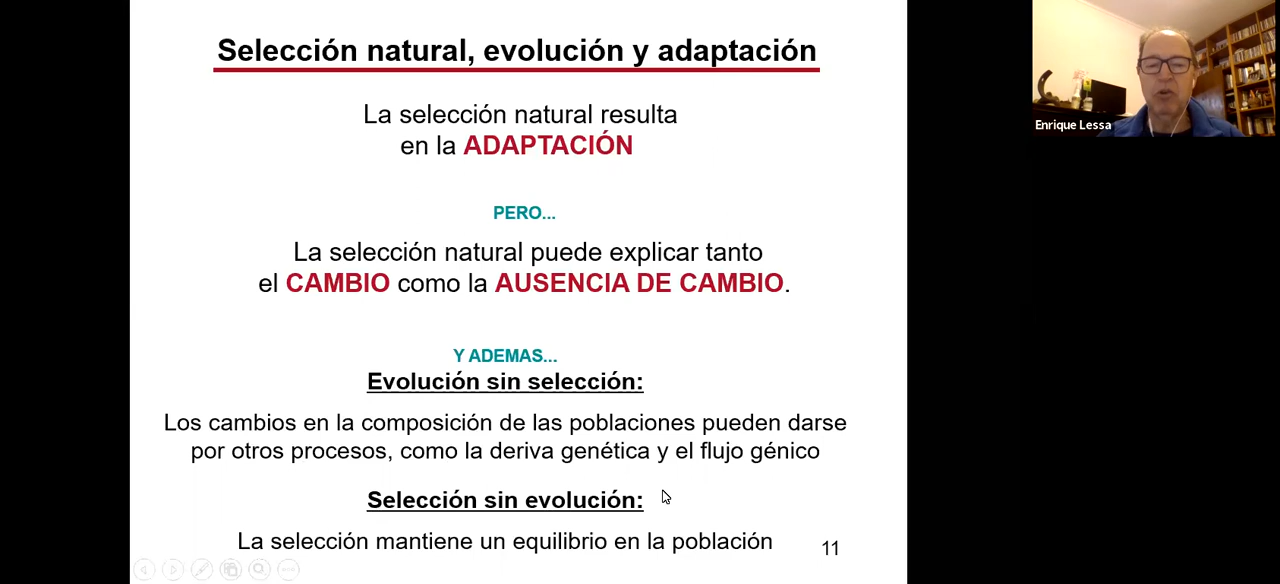 Selección natural, evolución y adaptación
La selección natural resulta
en la ADAPTACIÓN
PERO...
La selección natural puede explicar tanto
el CAMBIO como la AUSENCIA DE CAMBIO.
Y ADEMAS...
Evolución sin selección:
Los cambios en la composición de las poblaciones pueden darse
por otros procesos, como la deriva genética y el flujo génico
Selección sin evolución:
La selección mantiene un equilibrio en la población
11
Enrique Lessa